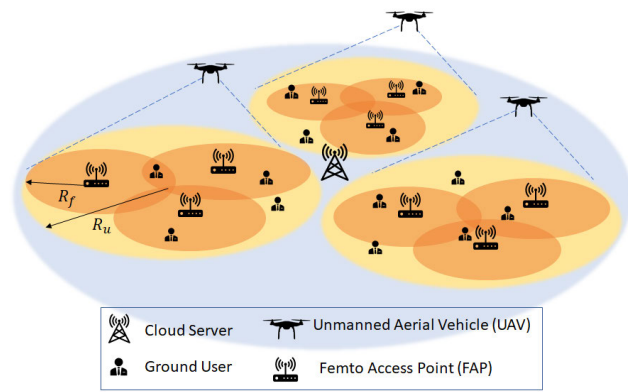 R_f
R_u
Cloud Server
Unmanned Aerial Vehicle (UAV)
Ground User
Femto Access Point (FAP)